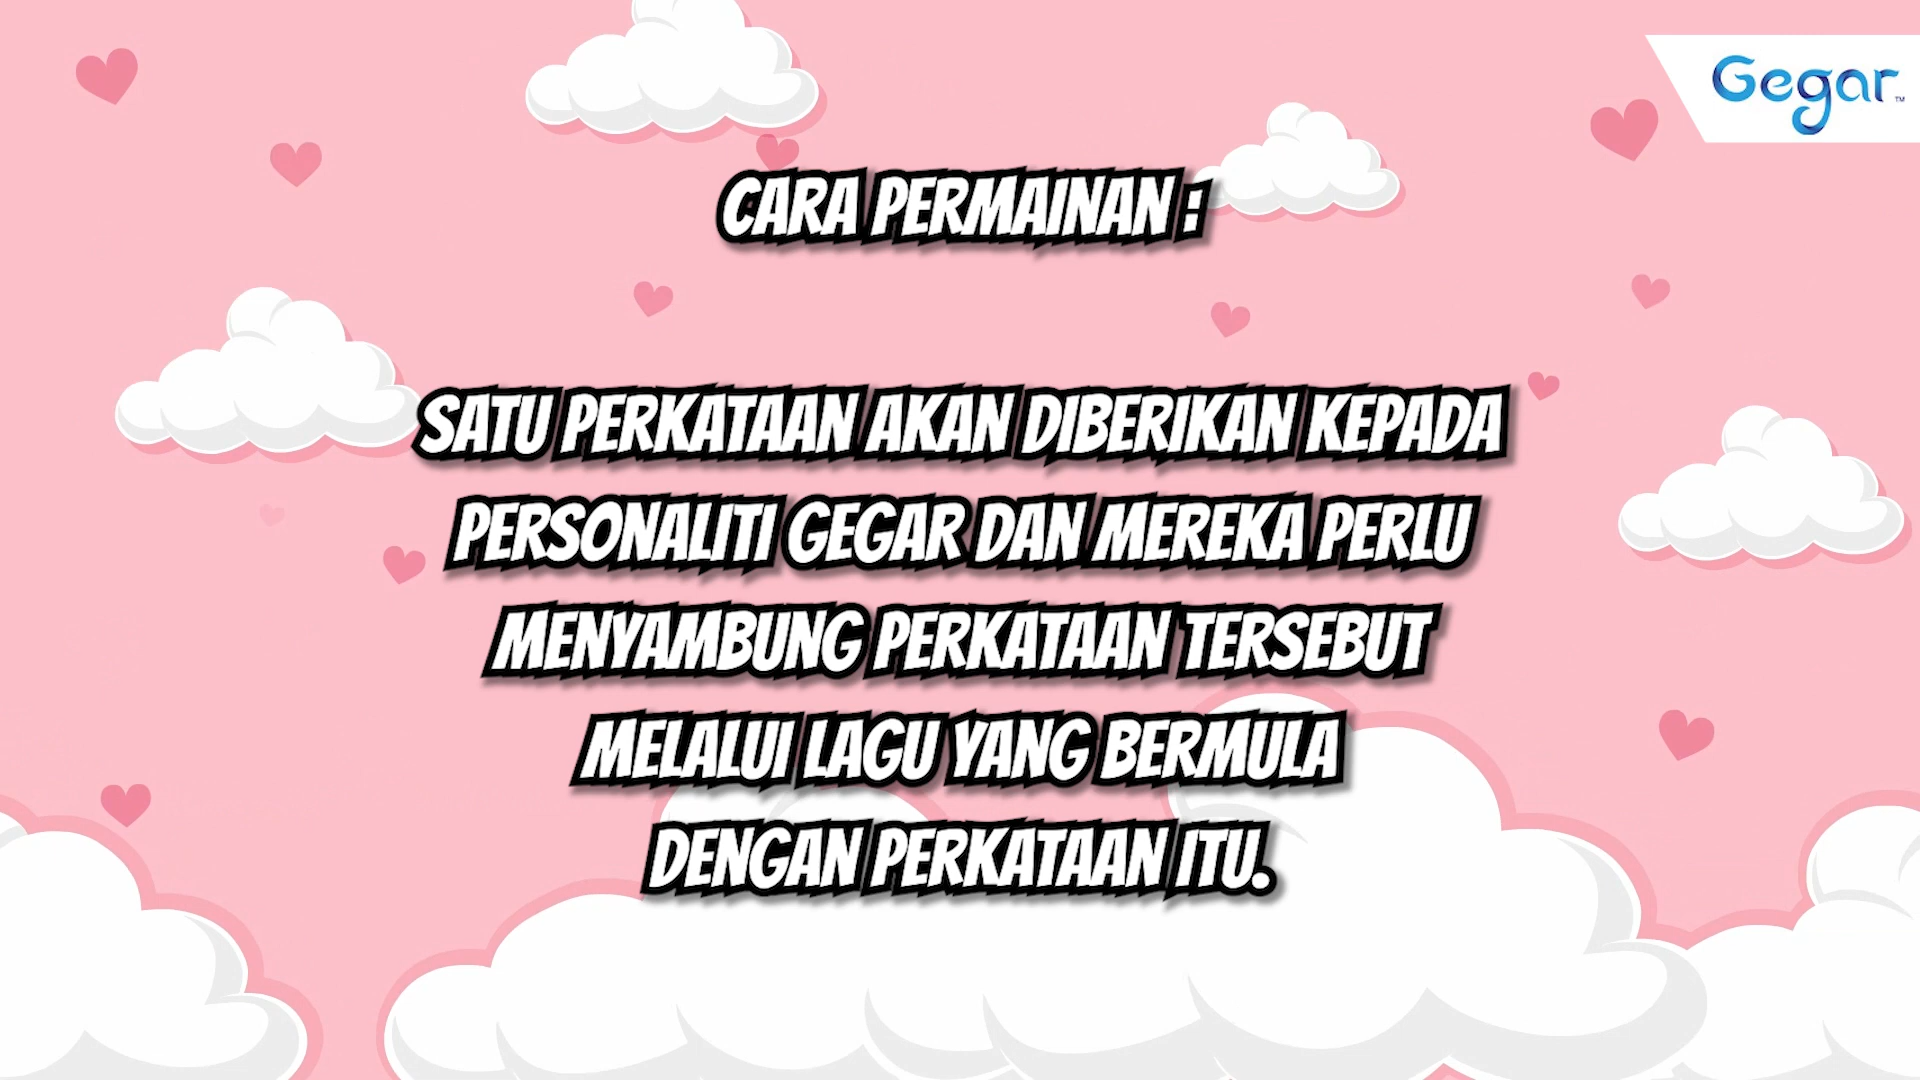 Gegar™
CARA PERMAINAN :
SATU PERKATAAN AKAN DIBERIKAN KEPADA
PERSONALITI GEGAR DAN MEREKA PERLU
MENYAMBUNG PERKATAAN TERSEBUT
MELALUI LAGU YANG BERMULA
DENGAN PERKATAAN ITU.